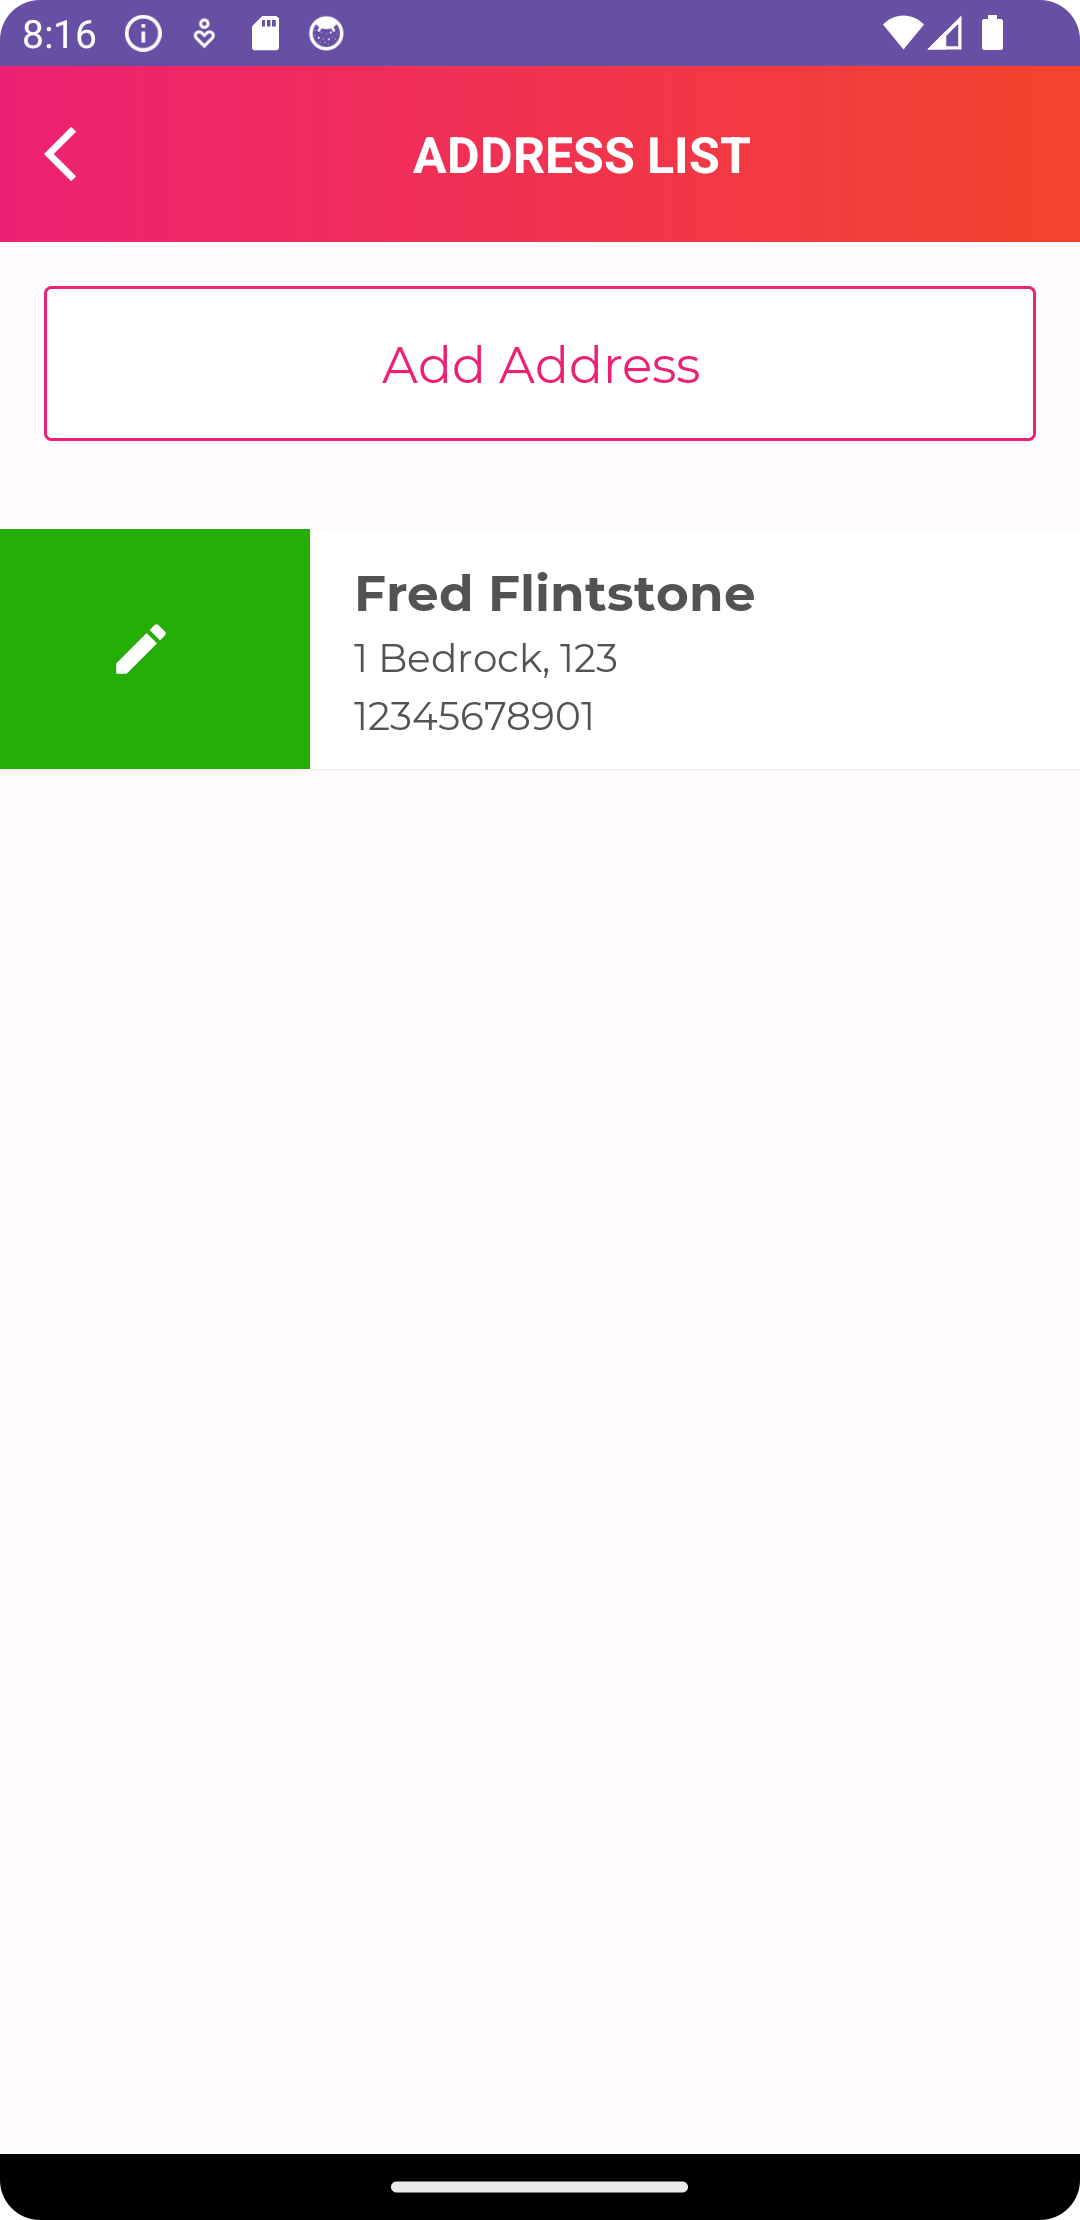 8:16
ADDRESS LIST
Add Address
Fred Flintstone
1 Bedrock, 123
12345678901